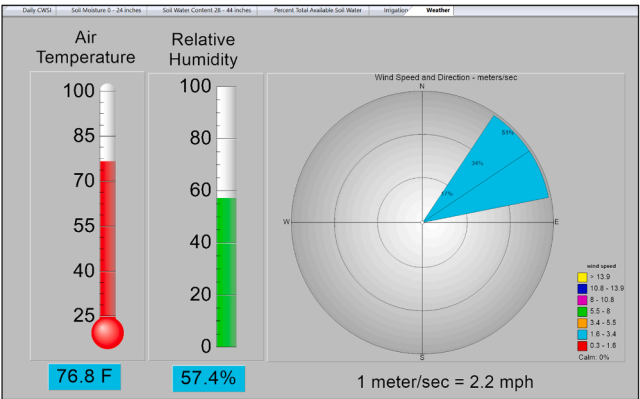 Daily CWSI
Soil Moisture 0 - 24 inches
Soil Water Content 28 - 44 inches
Percent Total Available Soil Water
Irrigation
Weather
Air
Temperature
100
85
70
55
40
25
76.8 F
Relative
Humidity
100
80
60
40
20
0
57.4%
Wind Speed and Direction - meters/sec
N
51%
34%
17%
W
E
S
wind speed
> 13.9
10.8 - 13.9
8 - 10.8
5.5 - 8
3.4 - 5.5
1.6 - 3.4
0.3 - 1.6
Calm: 0%
1 meter/sec = 2.2 mph